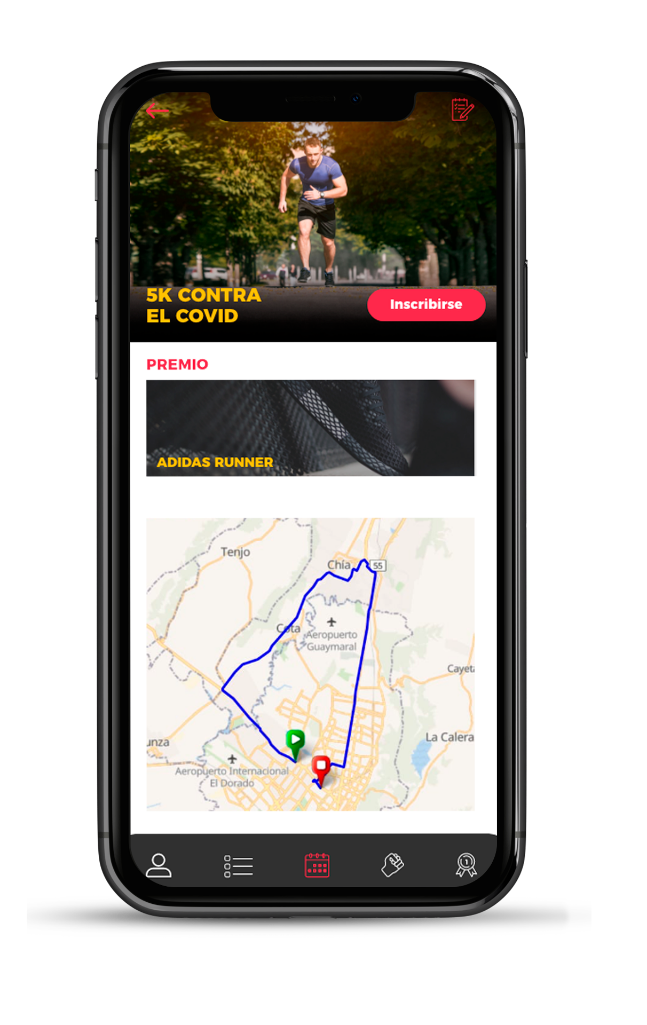 5K CONTRA
EL COVID
Inscribirse
PREMIO
ADIDAS RUNNER
Tenjo
Chía
55
Cota
Aeropuerto
Guaymaral
Cayeta
unza
La Calera
Aeropuerto Internacional
El Dorado
1